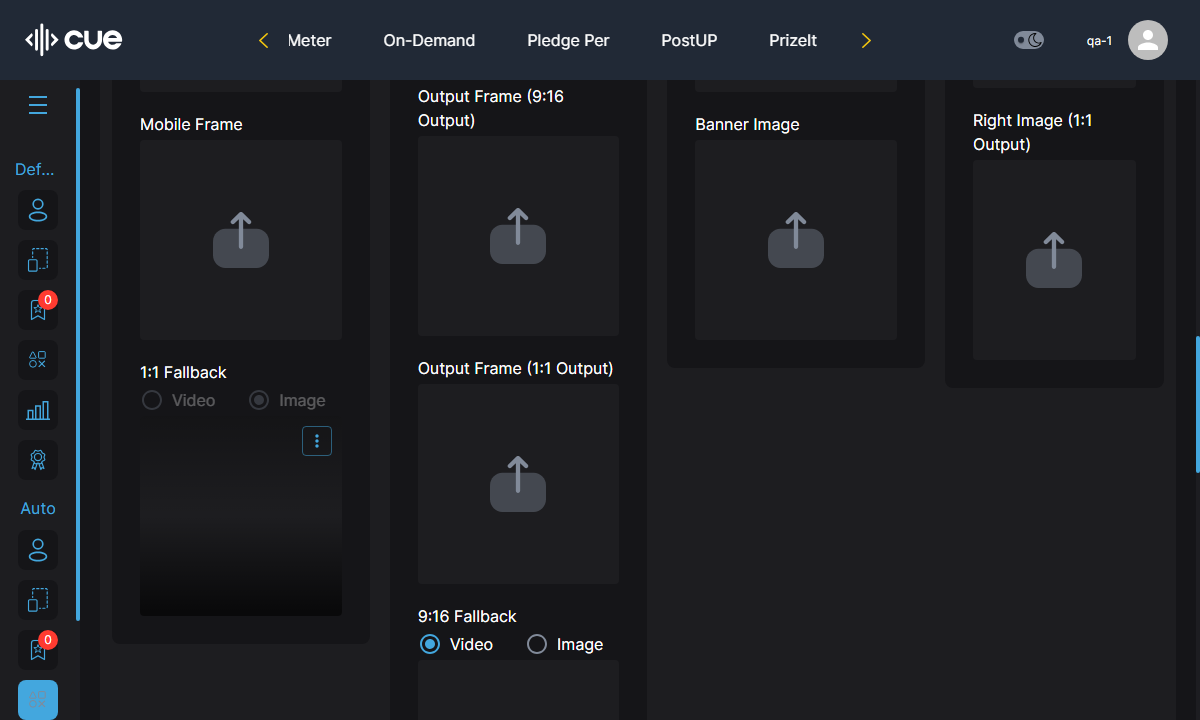 cue
Meter
On-Demand
Pledge Per
PostUP
PrizeIt
qa-1
Def...
0
Auto
0
Mobile Frame
1:1 Fallback
Video
Image
Output Frame (9:16
Output)
Output Frame (1:1 Output)
9:16 Fallback
Video
Image
Banner Image
Right Image (1:1
Output)